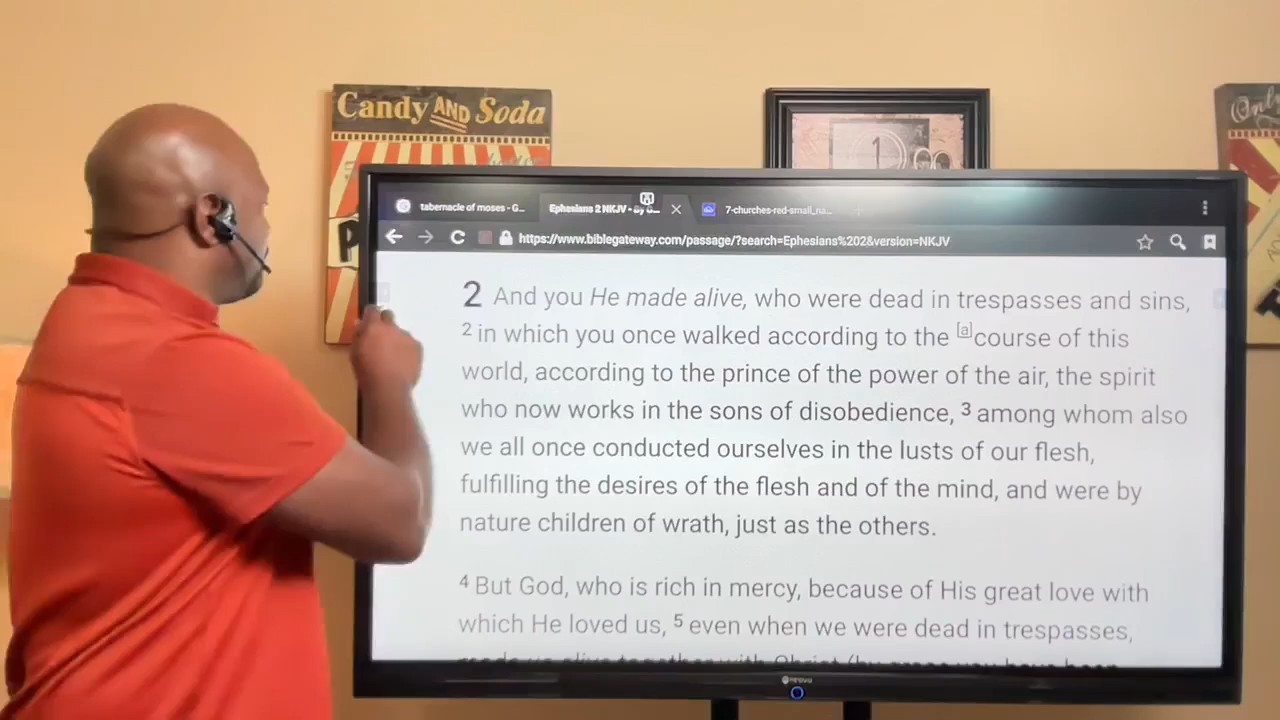 Candy AND Soda
Only
tabernacle of moses - G...
Ephesians 2 NKJV - By G...
7-churches-red-small_na...
https://www.biblegateway.com/passage/?search=Ephesians%202&version=NKJV
2 And you He made alive, who were dead in trespasses and sins,
2 in which you once walked according to the [a]course of this
world, according to the prince of the power of the air, the spirit
who now works in the sons of disobedience, 3 among whom also
we all once conducted ourselves in the lusts of our flesh,
fulfilling the desires of the flesh and of the mind, and were by
nature children of wrath, just as the others.
4 But God, who is rich in mercy, because of His great love with
which He loved us, 5 even when we were dead in trespasses,